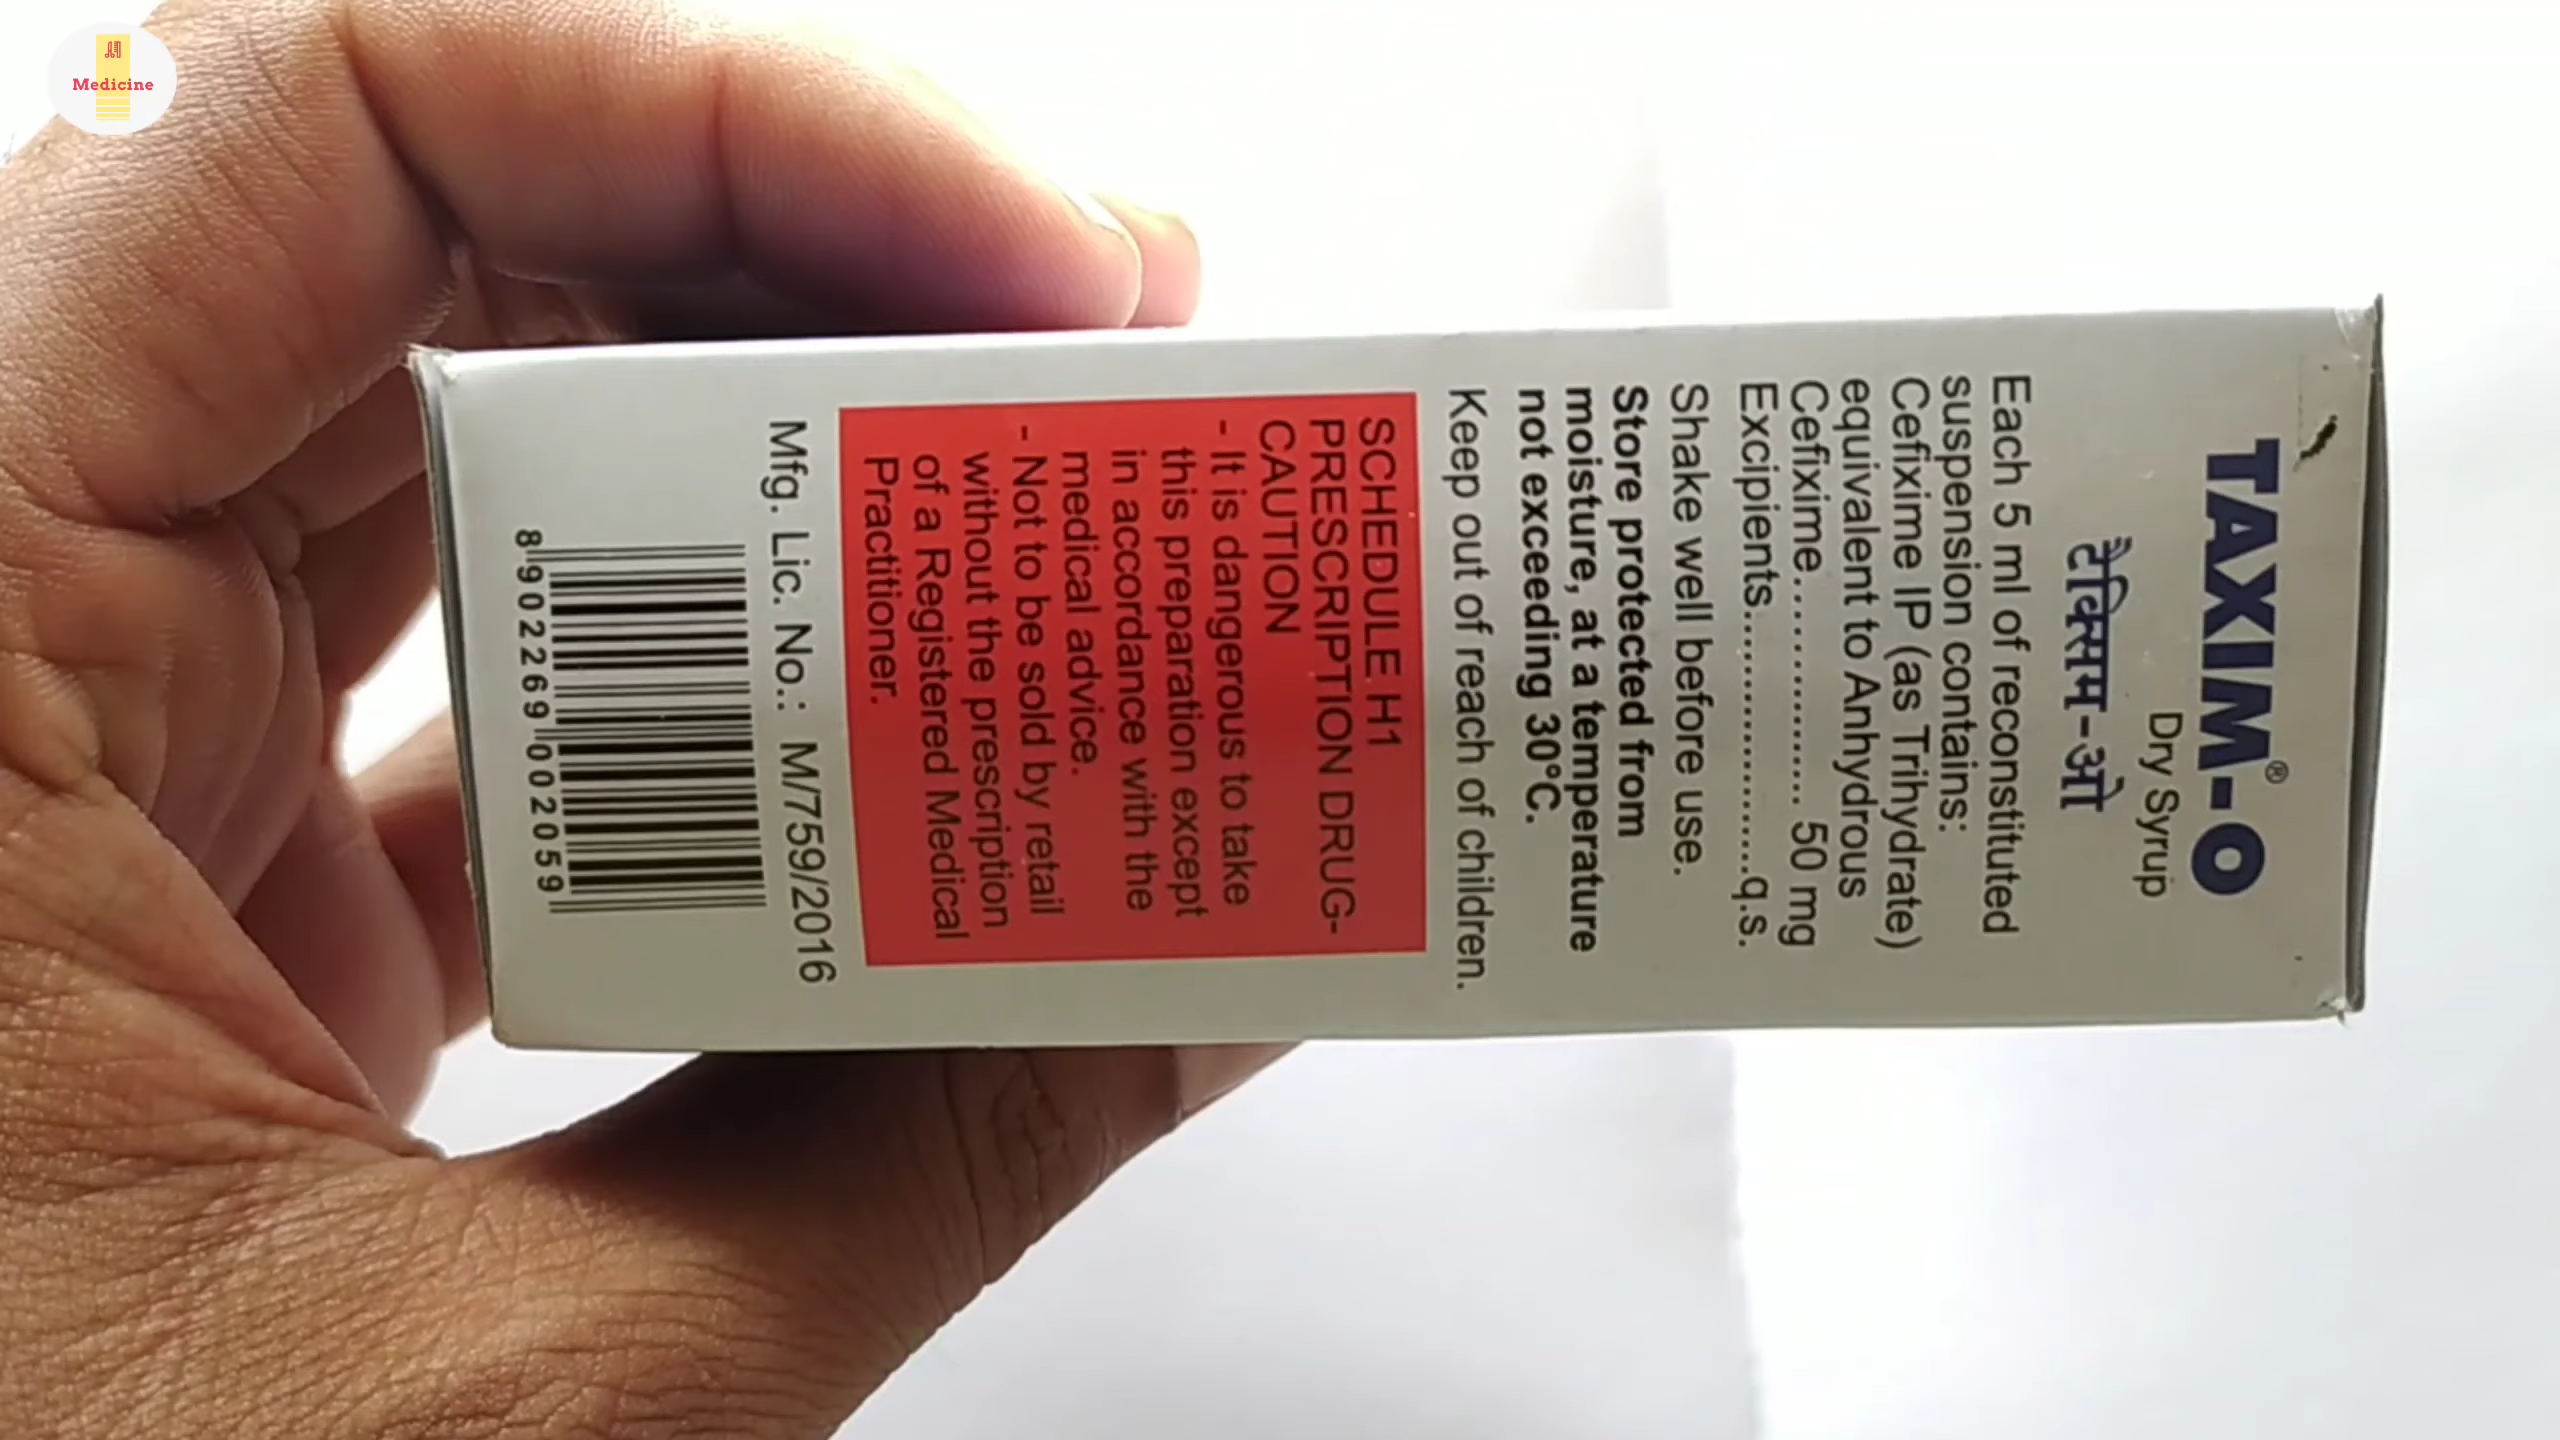 Medicine
TAXIM-O®
Dry Syrup
टैक्सिम-ओ
Each 5 ml of reconstituted
suspension contains:
Cefixime IP (as Trihydrate)
equivalent to Anhydrous
Cefixime.................. 50 mg
Excipients.......................q.s.
Shake well before use.
Store protected from
moisture, at a temperature
not exceeding 30°C.
Keep out of reach of children.
SCHEDULE H1
PRESCRIPTION DRUG-
CAUTION
- It is dangerous to take
this preparation except
in accordance with the
medical advice.
- Not to be sold by retail
without the prescription
of a Registered Medical
Practitioner.
Mfg. Lic. No.: M/759/2016
8 902269 002059